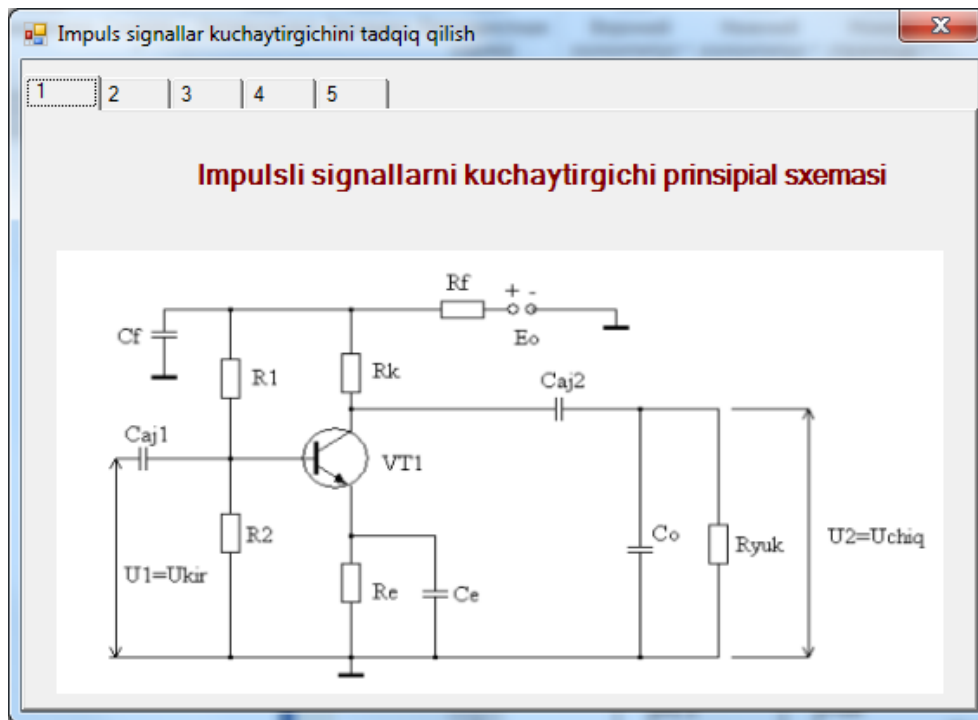 Impuls signallar kuchaytirgichini tadqiq qilish
1 2 3 4 5
Impulsli signallarni kuchaytirgichi prinsipial sxemasi
Rf
+ -
Eo
Cf
R1
Rk
Caj2
Caj1
VT1
R2
Co
Ryuk
U2=Uchiq
U1=Ukir
Re
Ce